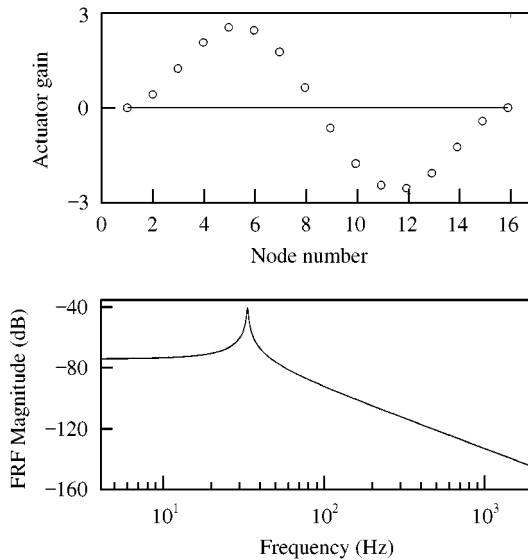 3
0
−3
Actuator gain
0 2 4 6 8 10 12 14 16
Node number
−40
−80
−120
−160
FRF Magnitude (dB)
10¹ 10² 10³
Frequency (Hz)